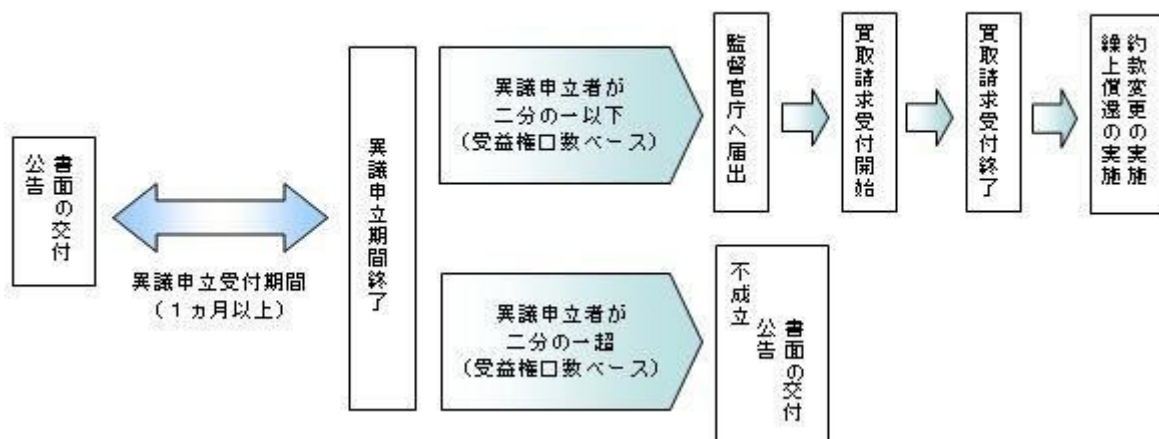 公告
書面の交付
異議申立受付期間
(1ヵ月以上)
異議申立期間終了
異議申立者が
二分の一以下
(受益権口数ベース)
監督官庁へ届出
買取請求受付開始
買取請求受付終了
約款変更の実施
繰上償還の実施
異議申立者が
二分の一超
(受益権口数ベース)
不成立
公告
書面の交付